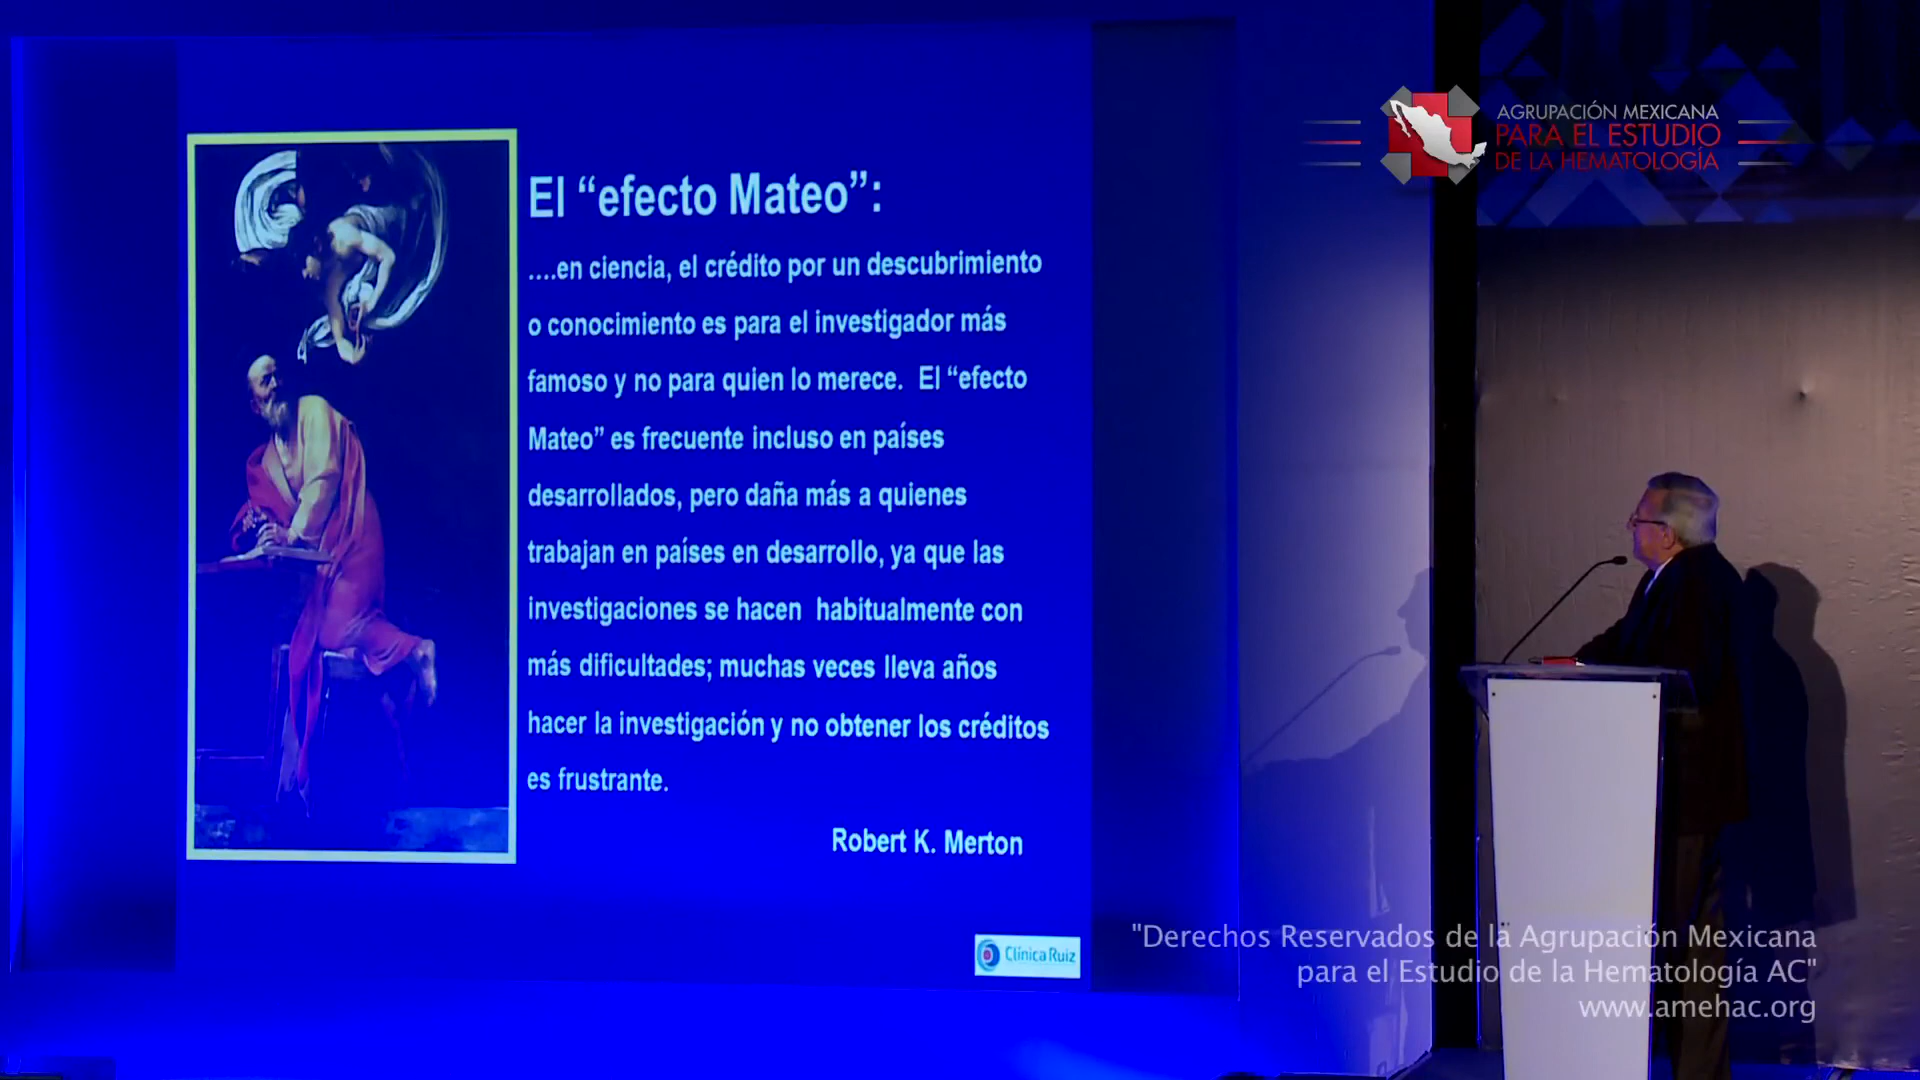 El “efecto Mateo”:
....en ciencia, el crédito por un descubrimiento
o conocimiento es para el investigador más
famoso y no para quien lo merece.  El “efecto
Mateo” es frecuente incluso en países
desarrollados, pero daña más a quienes
trabajan en países en desarrollo, ya que las
investigaciones se hacen  habitualmente con
más dificultades; muchas veces lleva años
hacer la investigación y no obtener los créditos
es frustrante.
Robert K. Merton
Clínica Ruiz
AGRUPACIÓN MEXICANA
PARA EL ESTUDIO
DE LA HEMATOLOGÍA
"Derechos Reservados de la Agrupación Mexicana
para el Estudio de la Hematología AC"
www.amehac.org